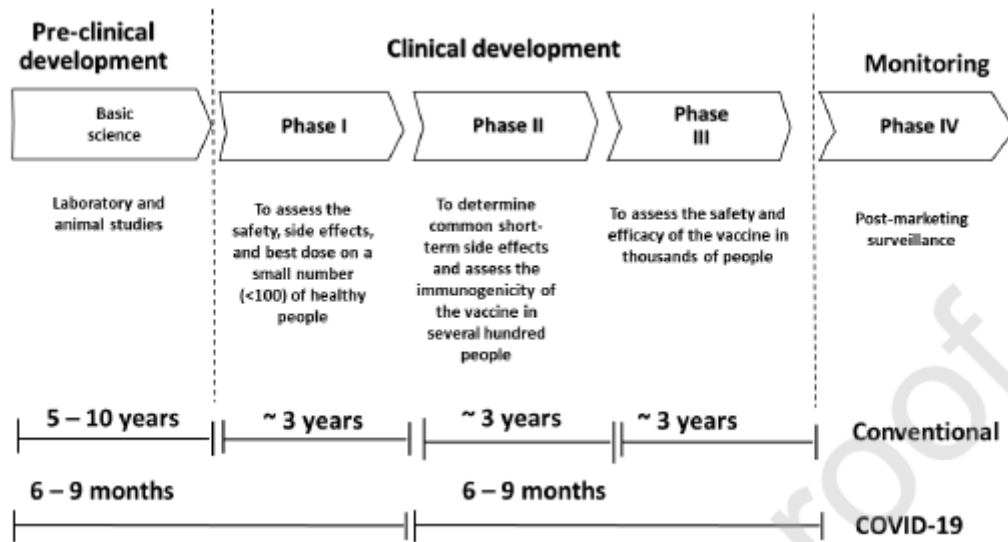 Pre-clinical
development
Clinical development
Monitoring
Basic
science
Phase I
Phase II
Phase
III
Phase IV
Laboratory and
animal studies
To assess the
safety, side effects,
and best dose on a
small number
(<100) of healthy
people
To determine
common short-
term side effects
and assess the
immunogenicity of
the vaccine in
several hundred
people
To assess the safety and
efficacy of the vaccine in
thousands of people
Post-marketing
surveillance
5 – 10 years
~ 3 years
~ 3 years
~ 3 years
Conventional
6 – 9 months
6 – 9 months
COVID-19
roof